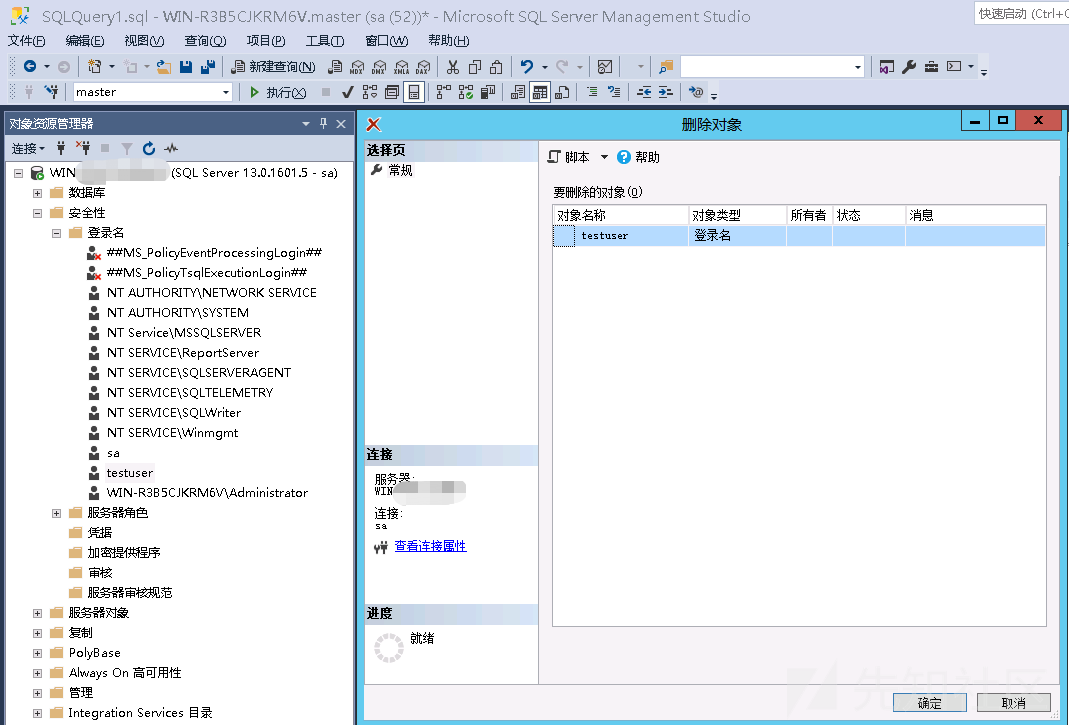 SQLQuery1.sql - WIN-R3B5CJKRM6V.master (sa (52))* - Microsoft SQL Server Management Studio
快速启动 (Ctrl+Q
文件(F) 编辑(E) 视图(V) 查询(Q) 项目(P) 工具(T) 窗口(W) 帮助(H)
新建查询(N)
MDX DMX XMLA DAX
master
执行(X)
对象资源管理器
连接
WIN (SQL Server 13.0.1601.5 - sa)
数据库
安全性
登录名
##MS_PolicyEventProcessingLogin##
##MS_PolicyTsqlExecutionLogin##
NT AUTHORITY\NETWORK SERVICE
NT AUTHORITY\SYSTEM
NT Service\MSSQLSERVER
NT SERVICE\ReportServer
NT SERVICE\SQLSERVERAGENT
NT SERVICE\SQLTELEMETRY
NT SERVICE\SQLWriter
NT SERVICE\Winmgmt
sa
testuser
WIN-R3B5CJKRM6V\Administrator
服务器角色
凭据
加密提供程序
审核
服务器审核规范
服务器对象
复制
PolyBase
Always On 高可用性
管理
Integration Services 目录
删除对象
选择页
常规
连接
服务器:
WIN
连接:
sa
查看连接属性
进度
就绪
脚本
帮助
要删除的对象(O)
对象名称 对象类型 所有者 状态 消息
testuser 登录名
先知社区
确定 取消